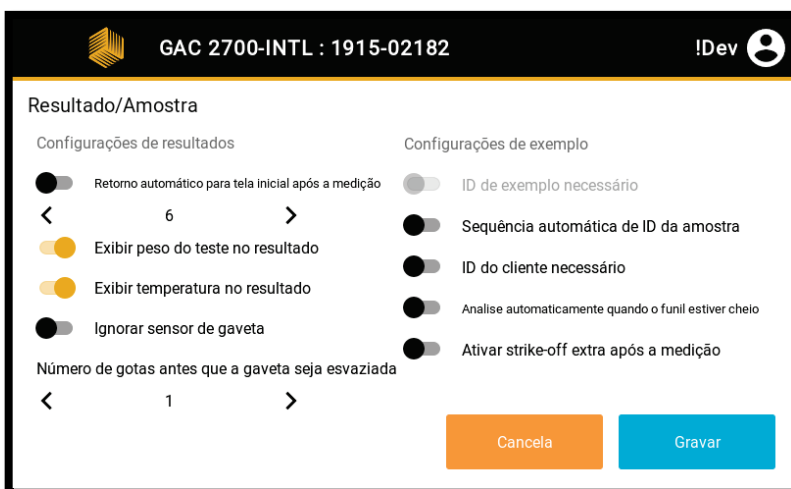 GAC 2700-INTL : 1915-02182
!Dev
Resultado/Amostra
Configurações de resultados
Retorno automático para tela inicial após a medição
6
Exibir peso do teste no resultado
Exibir temperatura no resultado
Ignorar sensor de gaveta
Número de gotas antes que a gaveta seja esvaziada
1
Configurações de exemplo
ID de exemplo necessário
Sequência automática de ID da amostra
ID do cliente necessário
Analise automaticamente quando o funil estiver cheio
Ativar strike-off extra após a medição
Cancela
Gravar